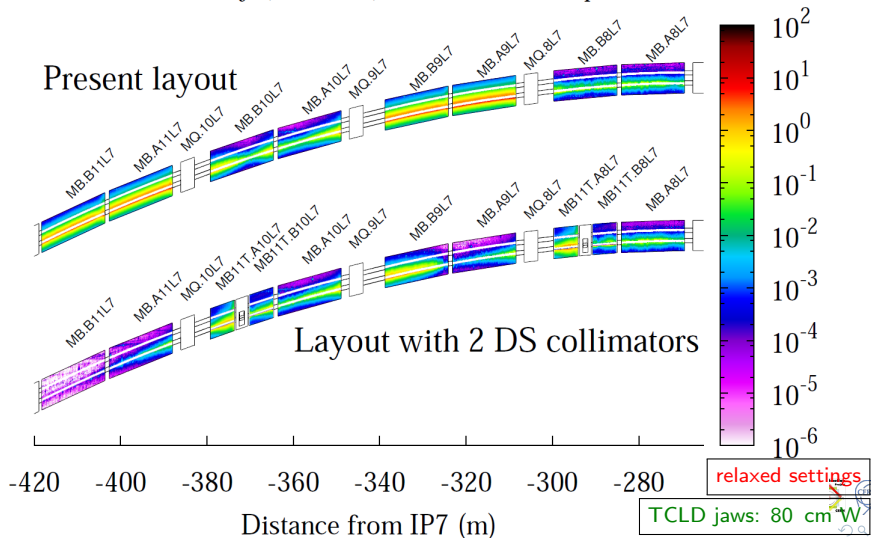 Present layout
MB.B11L7
MB.A11L7
MQ.10L7
MB.B10L7
MB.A10L7
MQ.9L7
MB.B9L7
MB.A9L7
MQ.8L7
MB.B8L7
MB.A8L7
MB.B11L7
MB.A11L7
MQ.10L7
MB11T.A10L7
MB11T.B10L7
MB.A10L7
MQ.9L7
MB.B9L7
MB.A9L7
MQ.8L7
MB11T.A8L7
MB11T.B8L7
MB.A8L7
Layout with 2 DS collimators
10^2
10^1
10^0
10^-1
10^-2
10^-3
10^-4
10^-5
10^-6
-420 -400 -380 -360 -340 -320 -300 -280
Distance from IP7 (m)
relaxed settings
TCLD jaws: 80 cm W